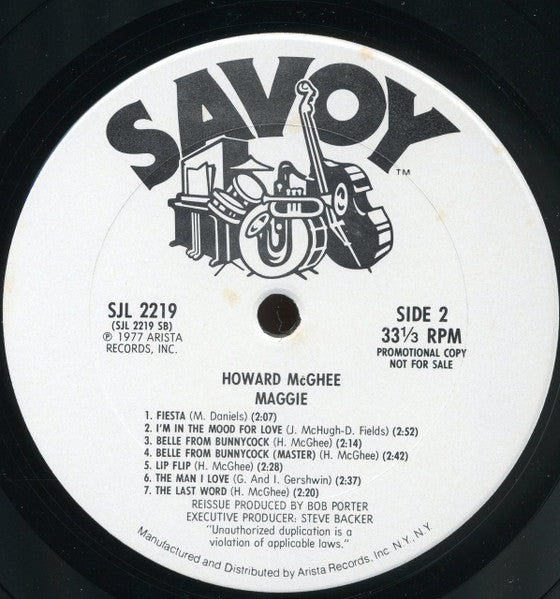 SAVOY
™
SJL 2219
(SJL 2219 SB)
℗ 1977 ARISTA
RECORDS, INC.
SIDE 2
33⅓ RPM
PROMOTIONAL COPY
NOT FOR SALE
HOWARD McGHEE
MAGGIE
1. FIESTA (M. Daniels) (2:07)
2. I'M IN THE MOOD FOR LOVE (J. McHugh-D. Fields) (2:52)
3. BELLE FROM BUNNYCOCK (H. McGhee) (2:14)
4. BELLE FROM BUNNYCOCK (MASTER) (H. McGhee) (2:42)
5. LIP FLIP (H. McGhee) (2:28)
6. THE MAN I LOVE (G. And I. Gershwin) (2:37)
7. THE LAST WORD (H. McGhee) (2:20)
REISSUE PRODUCED BY BOB PORTER
EXECUTIVE PRODUCER: STEVE BACKER
"Unauthorized duplication is a
violation of applicable laws."
Manufactured and Distributed by Arista Records, Inc N.Y., N.Y.